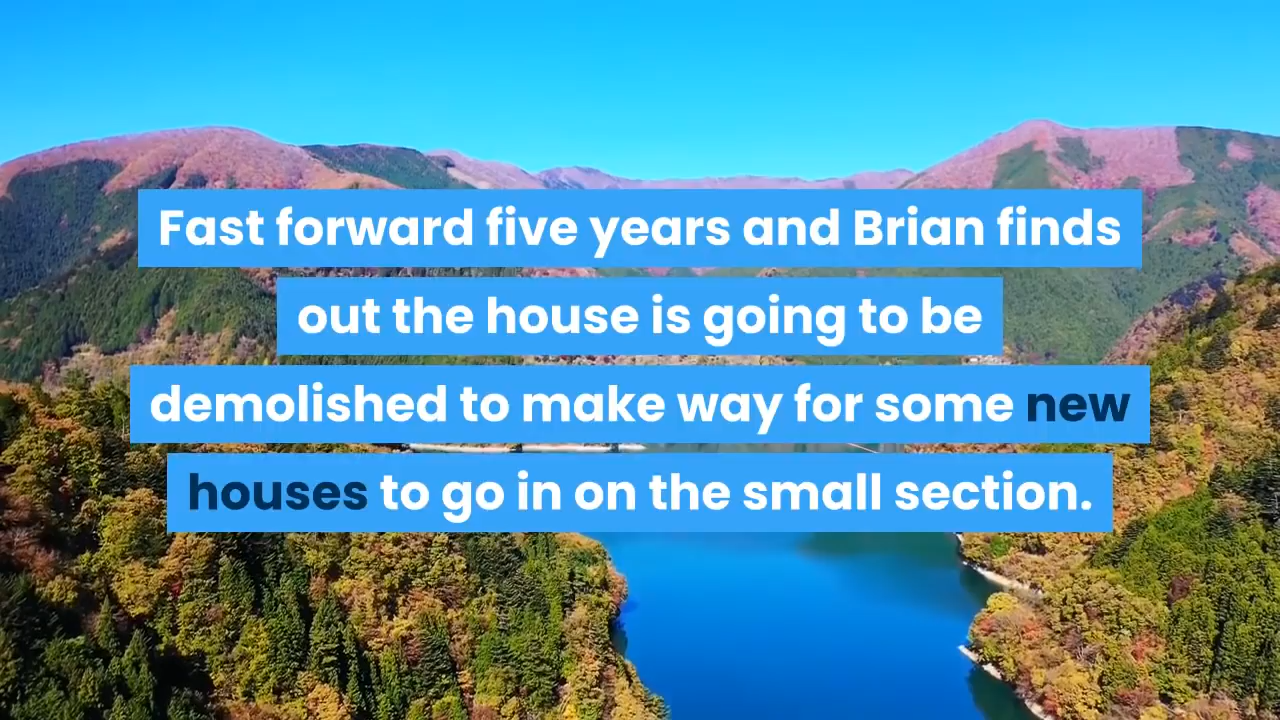 Fast forward five years and Brian finds
out the house is going to be
demolished to make way for some new
houses to go in on the small section.